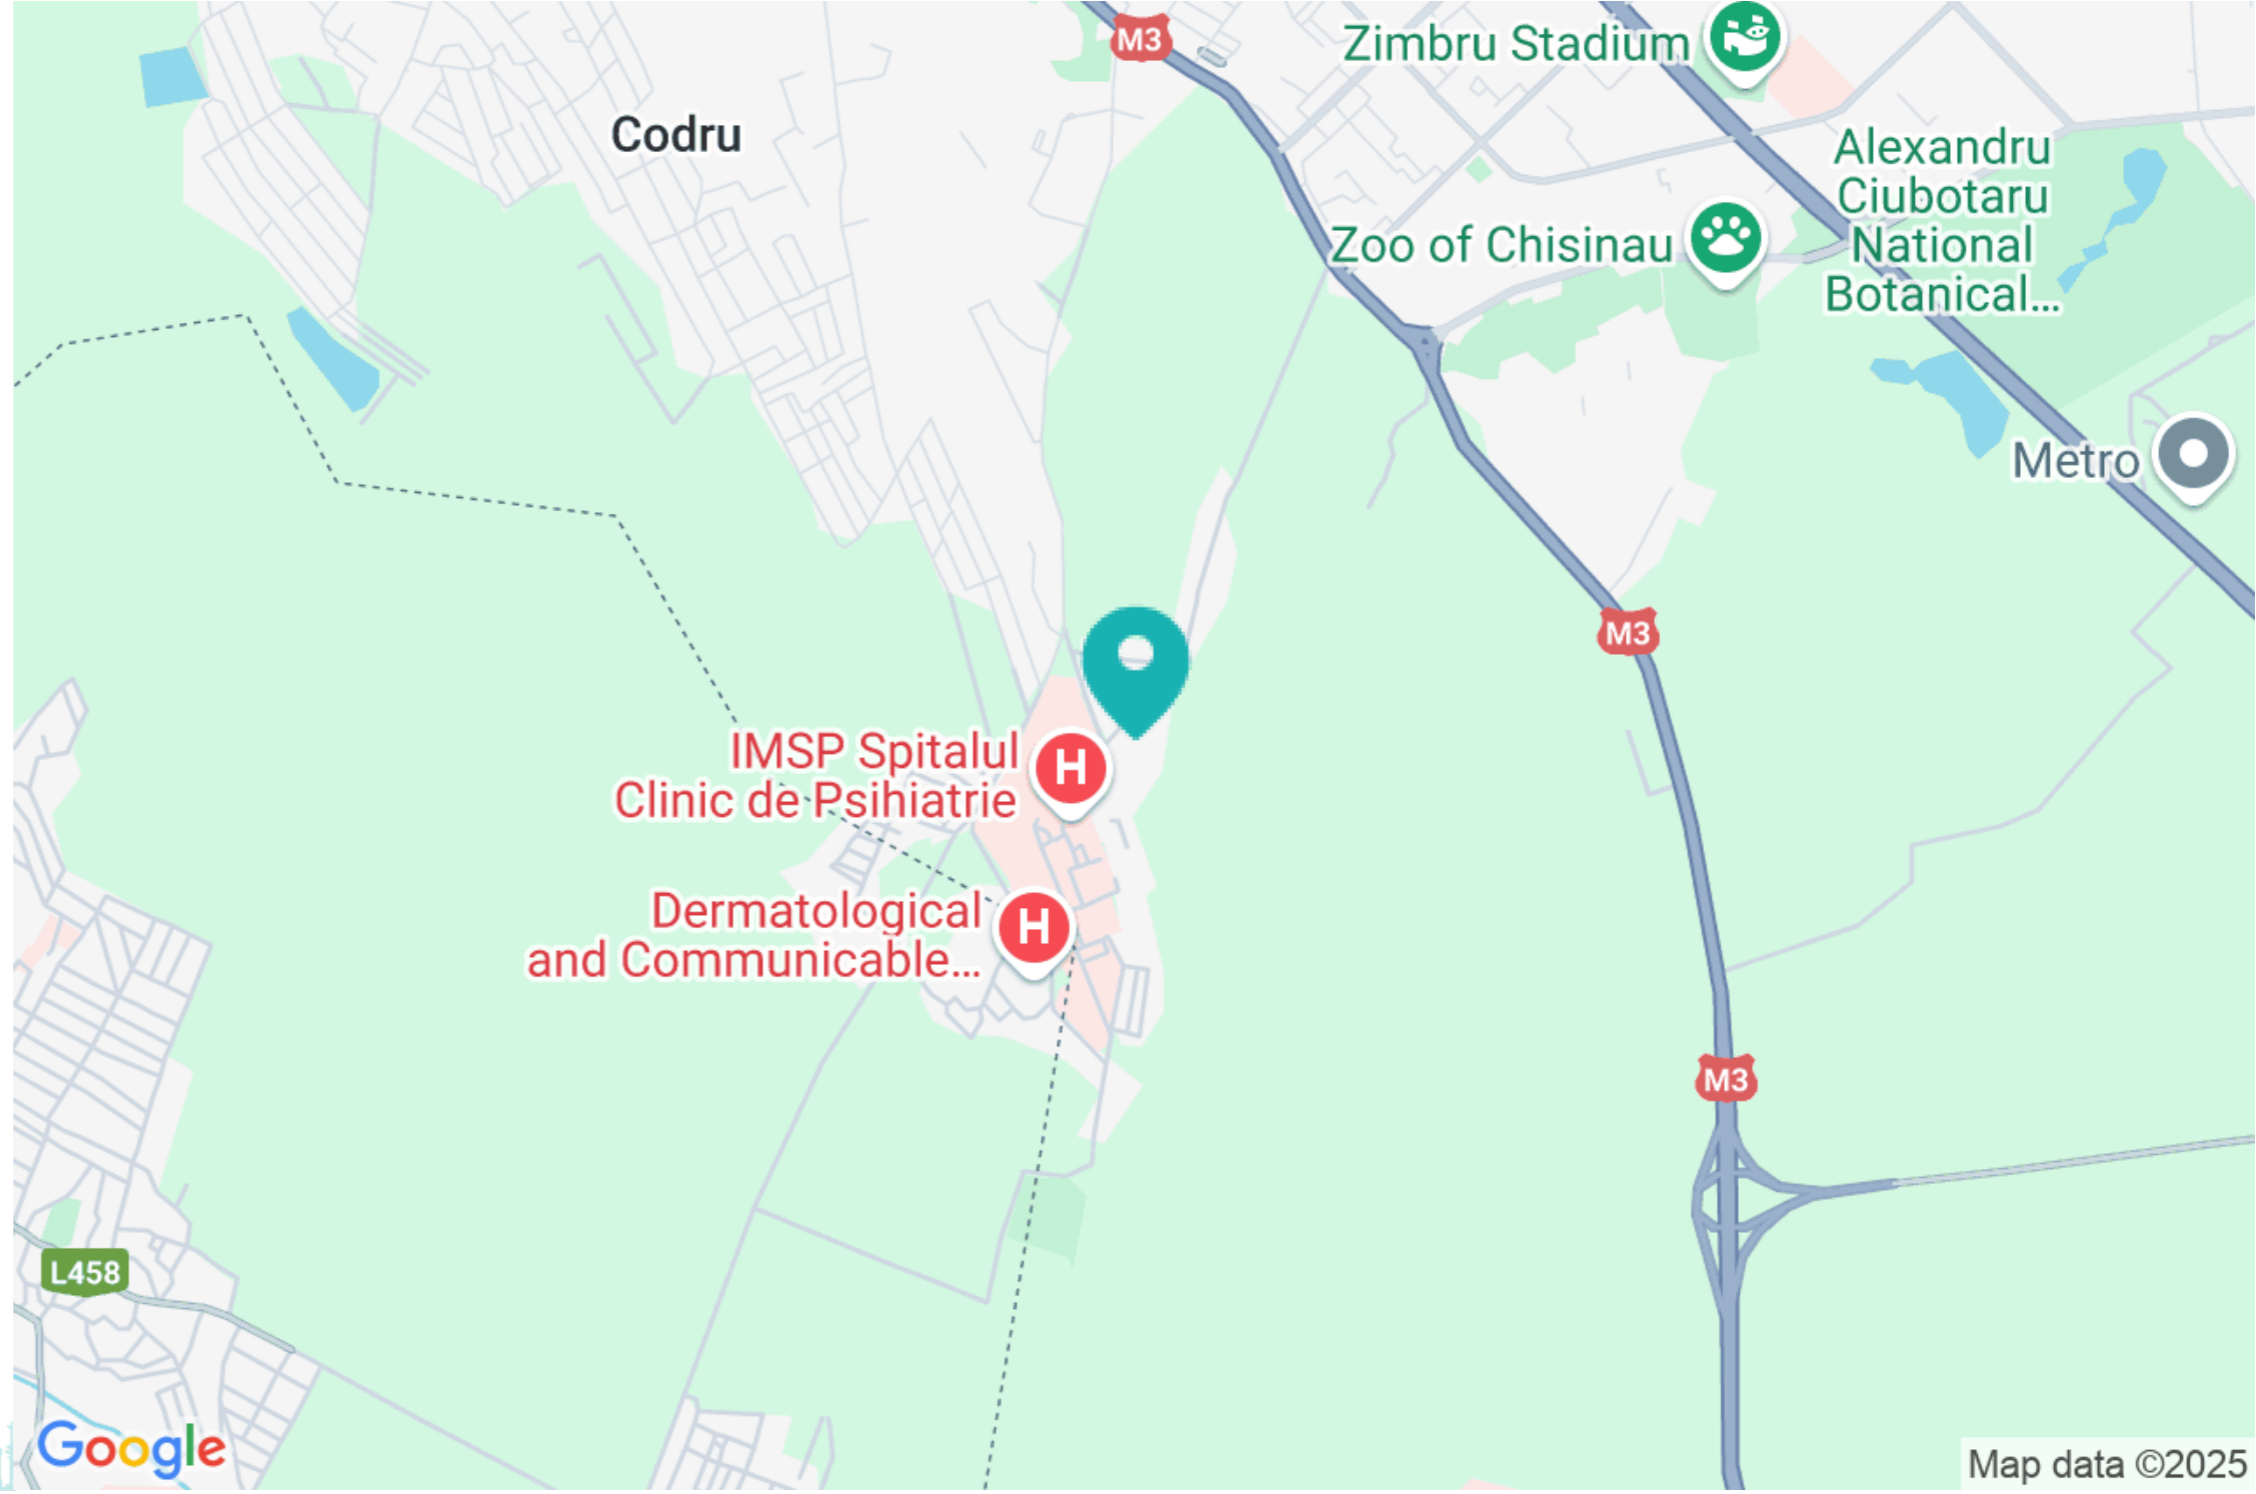 M3
Zimbru Stadium
Codru
Alexandru
Ciubotaru
National
Botanical...
Zoo of Chisinau
Metro
M3
IMSP Spitalul
Clinic de Psihiatrie
H
Dermatological
and Communicable...
H
M3
L458
Google
Map data ©2025